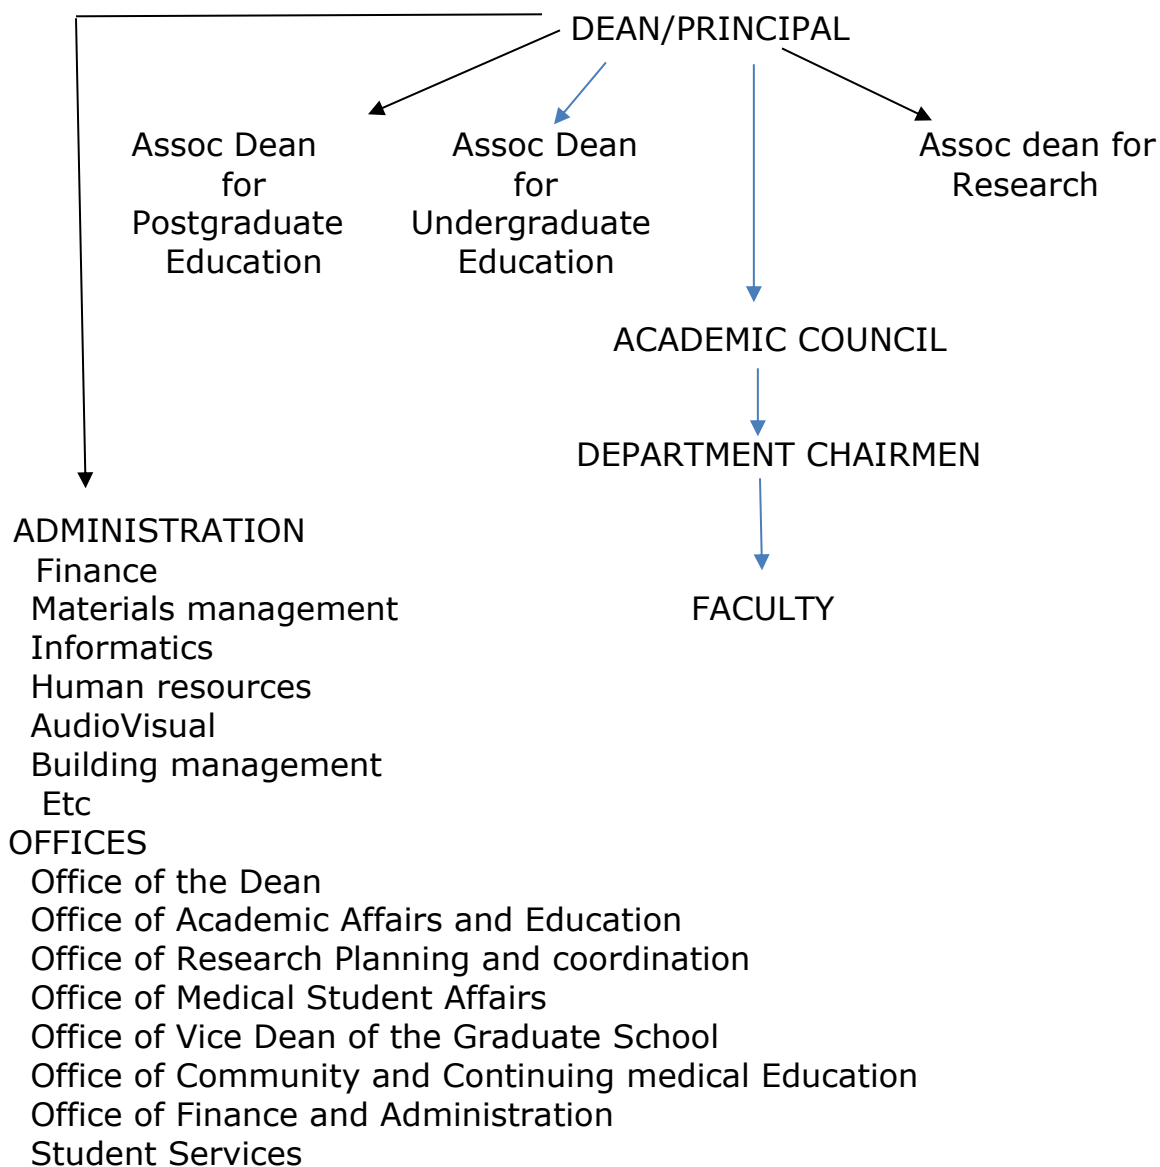 DEAN/PRINCIPAL
Assoc Dean
for
Postgraduate
Education
Assoc Dean
for
Undergraduate
Education
Assoc dean for
Research
ACADEMIC COUNCIL
DEPARTMENT CHAIRMEN
FACULTY
ADMINISTRATION
Finance
Materials management
Informatics
Human resources
AudioVisual
Building management
Etc
OFFICES
Office of the Dean
Office of Academic Affairs and Education
Office of Research Planning and coordination
Office of Medical Student Affairs
Office of Vice Dean of the Graduate School
Office of Community and Continuing medical Education
Office of Finance and Administration
Student Services